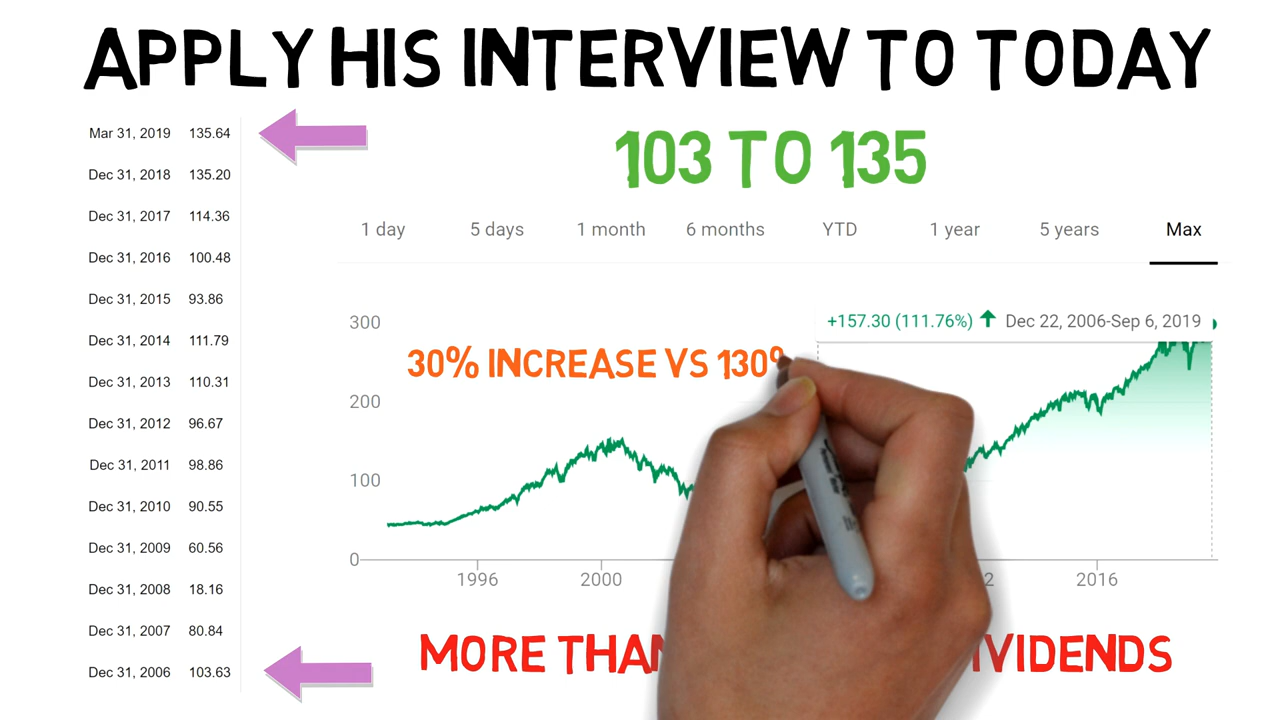 APPLY HIS INTERVIEW TO TODAY
Mar 31, 2019 135.64
Dec 31, 2018 135.20
Dec 31, 2017 114.36
Dec 31, 2016 100.48
Dec 31, 2015 93.86
Dec 31, 2014 111.79
Dec 31, 2013 110.31
Dec 31, 2012 96.67
Dec 31, 2011 98.86
Dec 31, 2010 90.55
Dec 31, 2009 60.56
Dec 31, 2008 18.16
Dec 31, 2007 80.84
Dec 31, 2006 103.63
103 TO 135
1 day 5 days 1 month 6 months YTD 1 year 5 years Max
+157.30 (111.76%) Dec 22, 2006-Sep 6, 2019
300
200
100
0
30% INCREASE VS 130
1996 2000 2016
MORE